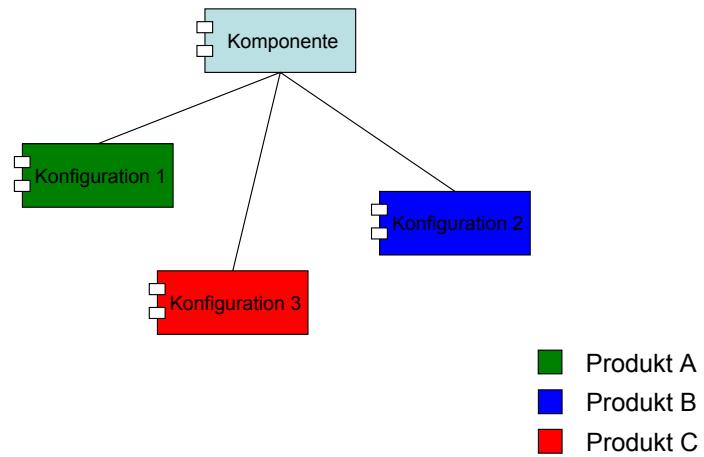 Komponente
Konfiguration 1
Konfiguration 2
Konfiguration 3
Produkt A
Produkt B
Produkt C